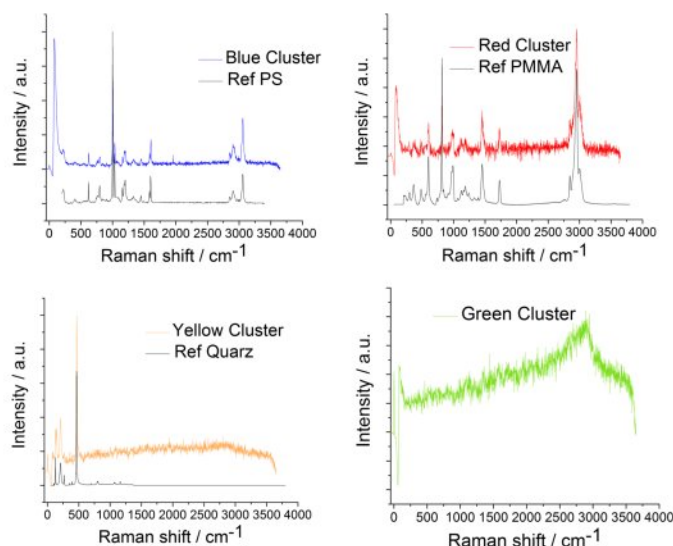 Blue Cluster
Ref PS
Intensity / a.u.
0 500 1000 1500 2000 2500 3000 3500 4000
Raman shift / cm-1
Red Cluster
Ref PMMA
Intensity / a.u.
0 500 1000 1500 2000 2500 3000 3500 4000
Raman shift / cm-1
Yellow Cluster
Ref Quarz
Intensity / a.u.
0 500 1000 1500 2000 2500 3000 3500 4000
Raman shift / cm-1
Green Cluster
Intensity / a.u.
0 500 1000 1500 2000 2500 3000 3500 4000
Raman shift / cm-1